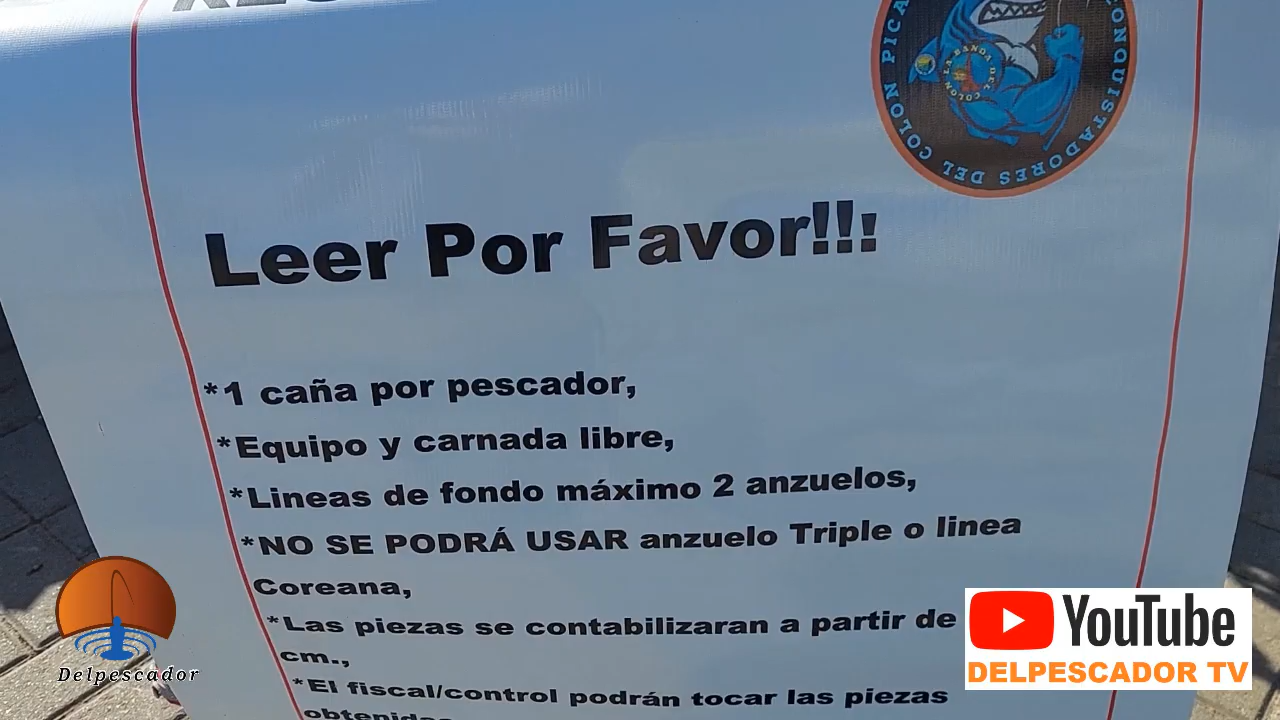 Leer Por Favor!!!
*1 caña por pescador,
*Equipo y carnada libre,
*Lineas de fondo máximo 2 anzuelos,
*NO SE PODRÁ USAR anzuelo Triple o linea
Coreana,
*Las piezas se contabilizaran a partir de
cm.,
*El fiscal/control podrán tocar las piezas
CONQUISTADORES DEL COLON
LA BANDA DEL COLON
Delpescador
YouTube
DELPESCADOR TV